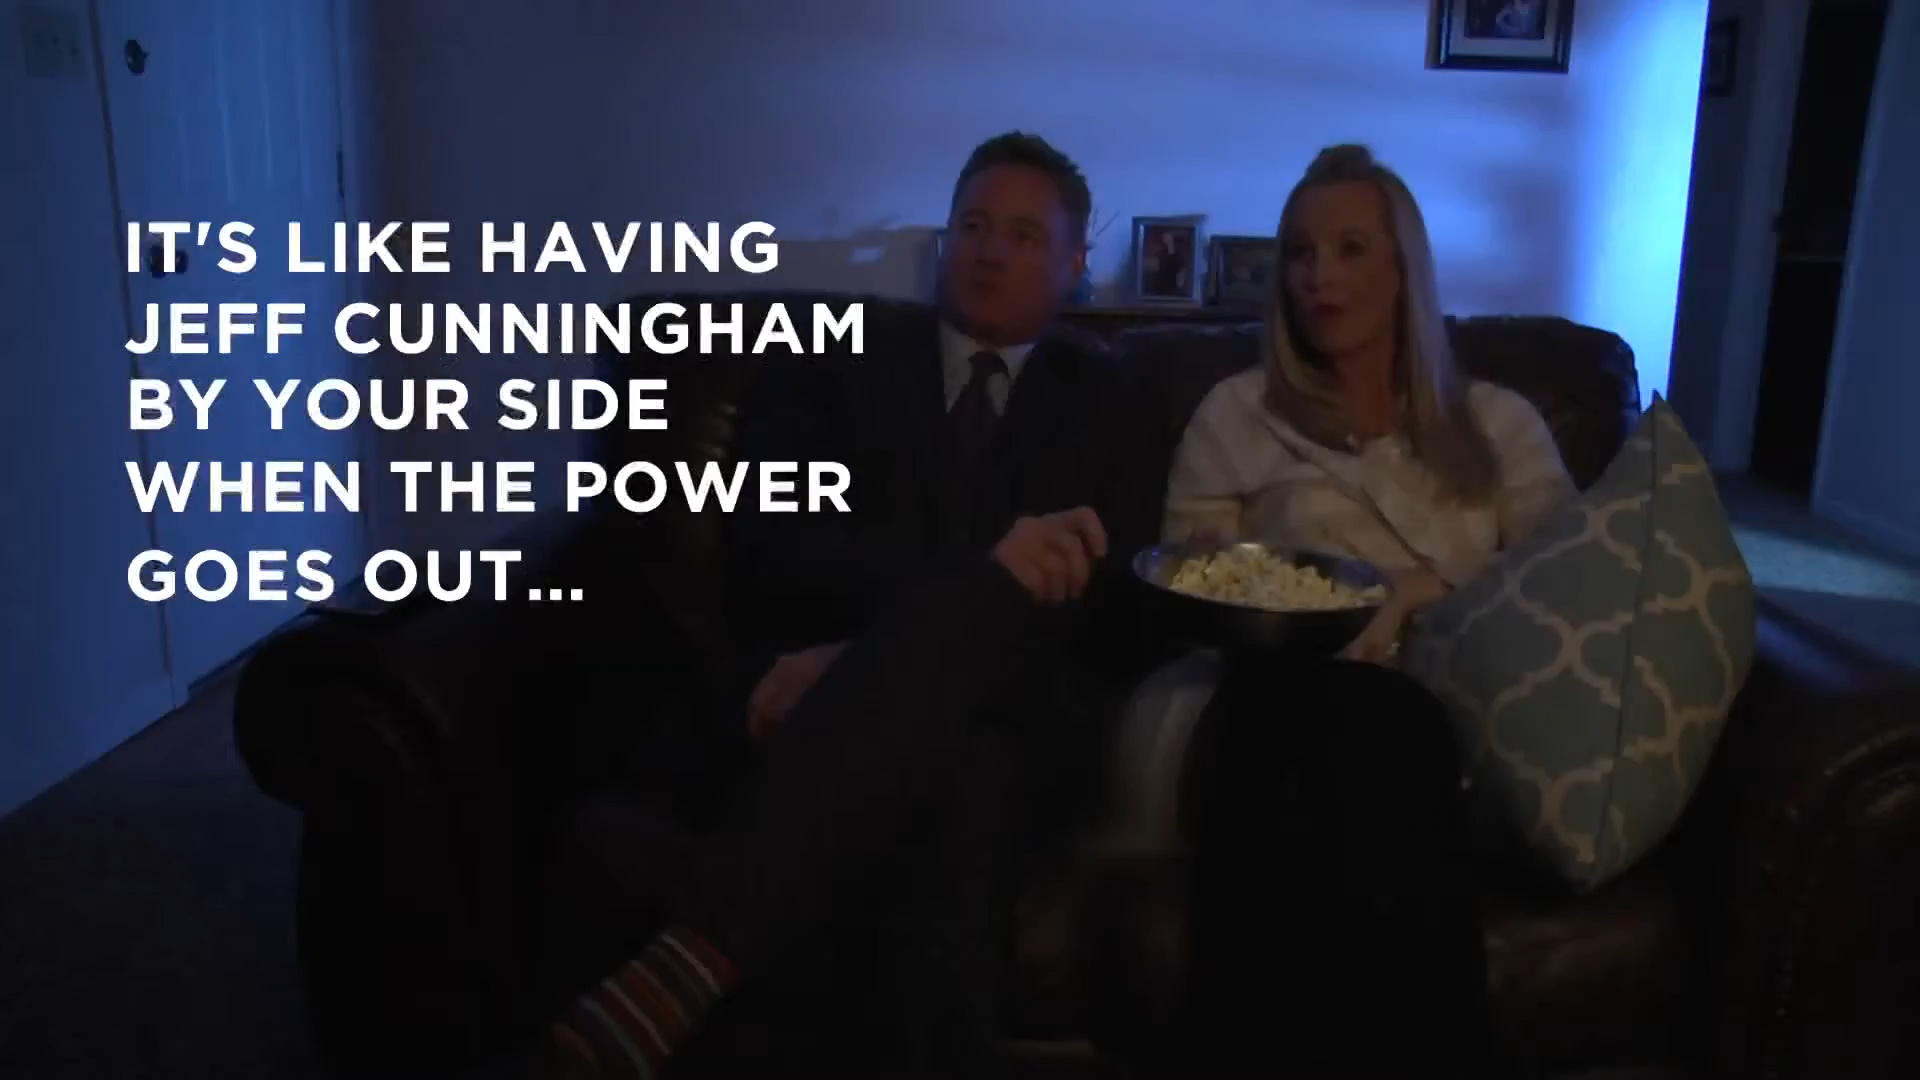 IT'S LIKE HAVING
JEFF CUNNINGHAM
BY YOUR SIDE
WHEN THE POWER
GOES OUT...